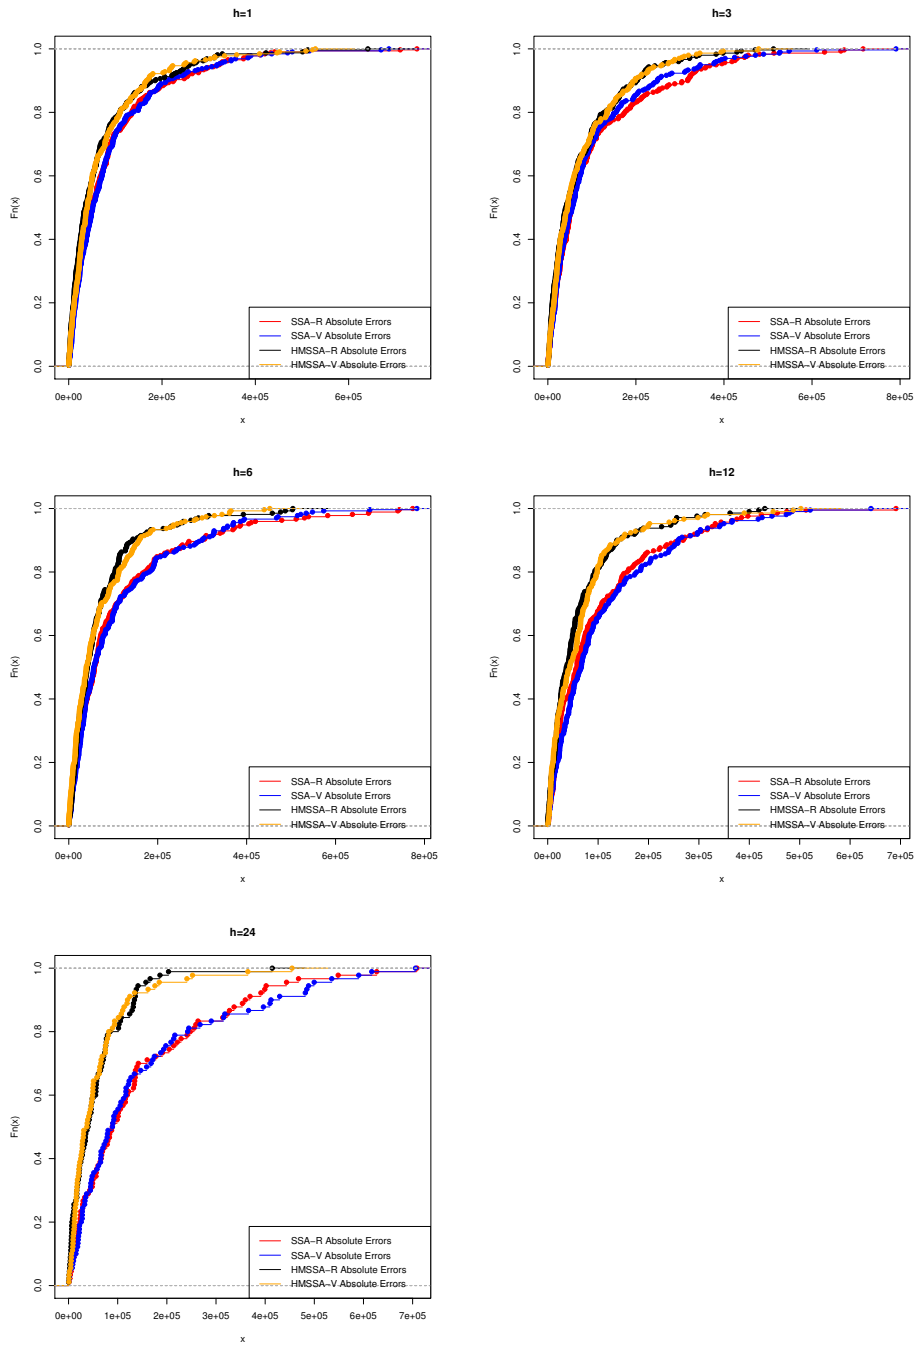 h=1
Fn(x)
1.0
0.8
0.6
0.4
0.2
0.0
SSA−R Absolute Errors
SSA−V Absolute Errors
HMSSA−R Absolute Errors
HMSSA−V Absolute Errors
0e+00 2e+05 4e+05 6e+05
x
h=3
Fn(x)
1.0
0.8
0.6
0.4
0.2
0.0
SSA−R Absolute Errors
SSA−V Absolute Errors
HMSSA−R Absolute Errors
HMSSA−V Absolute Errors
0e+00 2e+05 4e+05 6e+05 8e+05
x
h=6
Fn(x)
1.0
0.8
0.6
0.4
0.2
0.0
SSA−R Absolute Errors
SSA−V Absolute Errors
HMSSA−R Absolute Errors
HMSSA−V Absolute Errors
0e+00 2e+05 4e+05 6e+05 8e+05
x
h=12
Fn(x)
1.0
0.8
0.6
0.4
0.2
0.0
SSA−R Absolute Errors
SSA−V Absolute Errors
HMSSA−R Absolute Errors
HMSSA−V Absolute Errors
0e+00 1e+05 2e+05 3e+05 4e+05 5e+05 6e+05 7e+05
x
h=24
Fn(x)
1.0
0.8
0.6
0.4
0.2
0.0
SSA−R Absolute Errors
SSA−V Absolute Errors
HMSSA−R Absolute Errors
HMSSA−V Absolute Errors
0e+00 1e+05 2e+05 3e+05 4e+05 5e+05 6e+05 7e+05
x